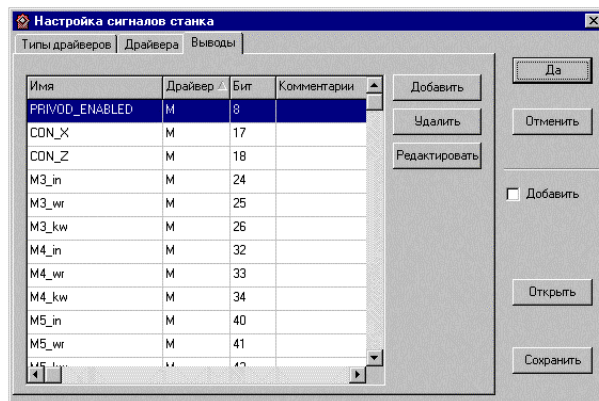 Настройка сигналов станка
Типы драйверов Драйвера Выводы
Имя Драйвер Бит Комментарии
PRIVOD_ENABLED M 8
CON_X M 17
CON_Z M 18
M3_in M 24
M3_wr M 25
M3_kw M 26
M4_in M 32
M4_wr M 33
M4_kw M 34
M5_in M 40
M5_wr M 41
Добавить
Удалить
Редактировать
Да
Отменить
Добавить
Открыть
Сохранить